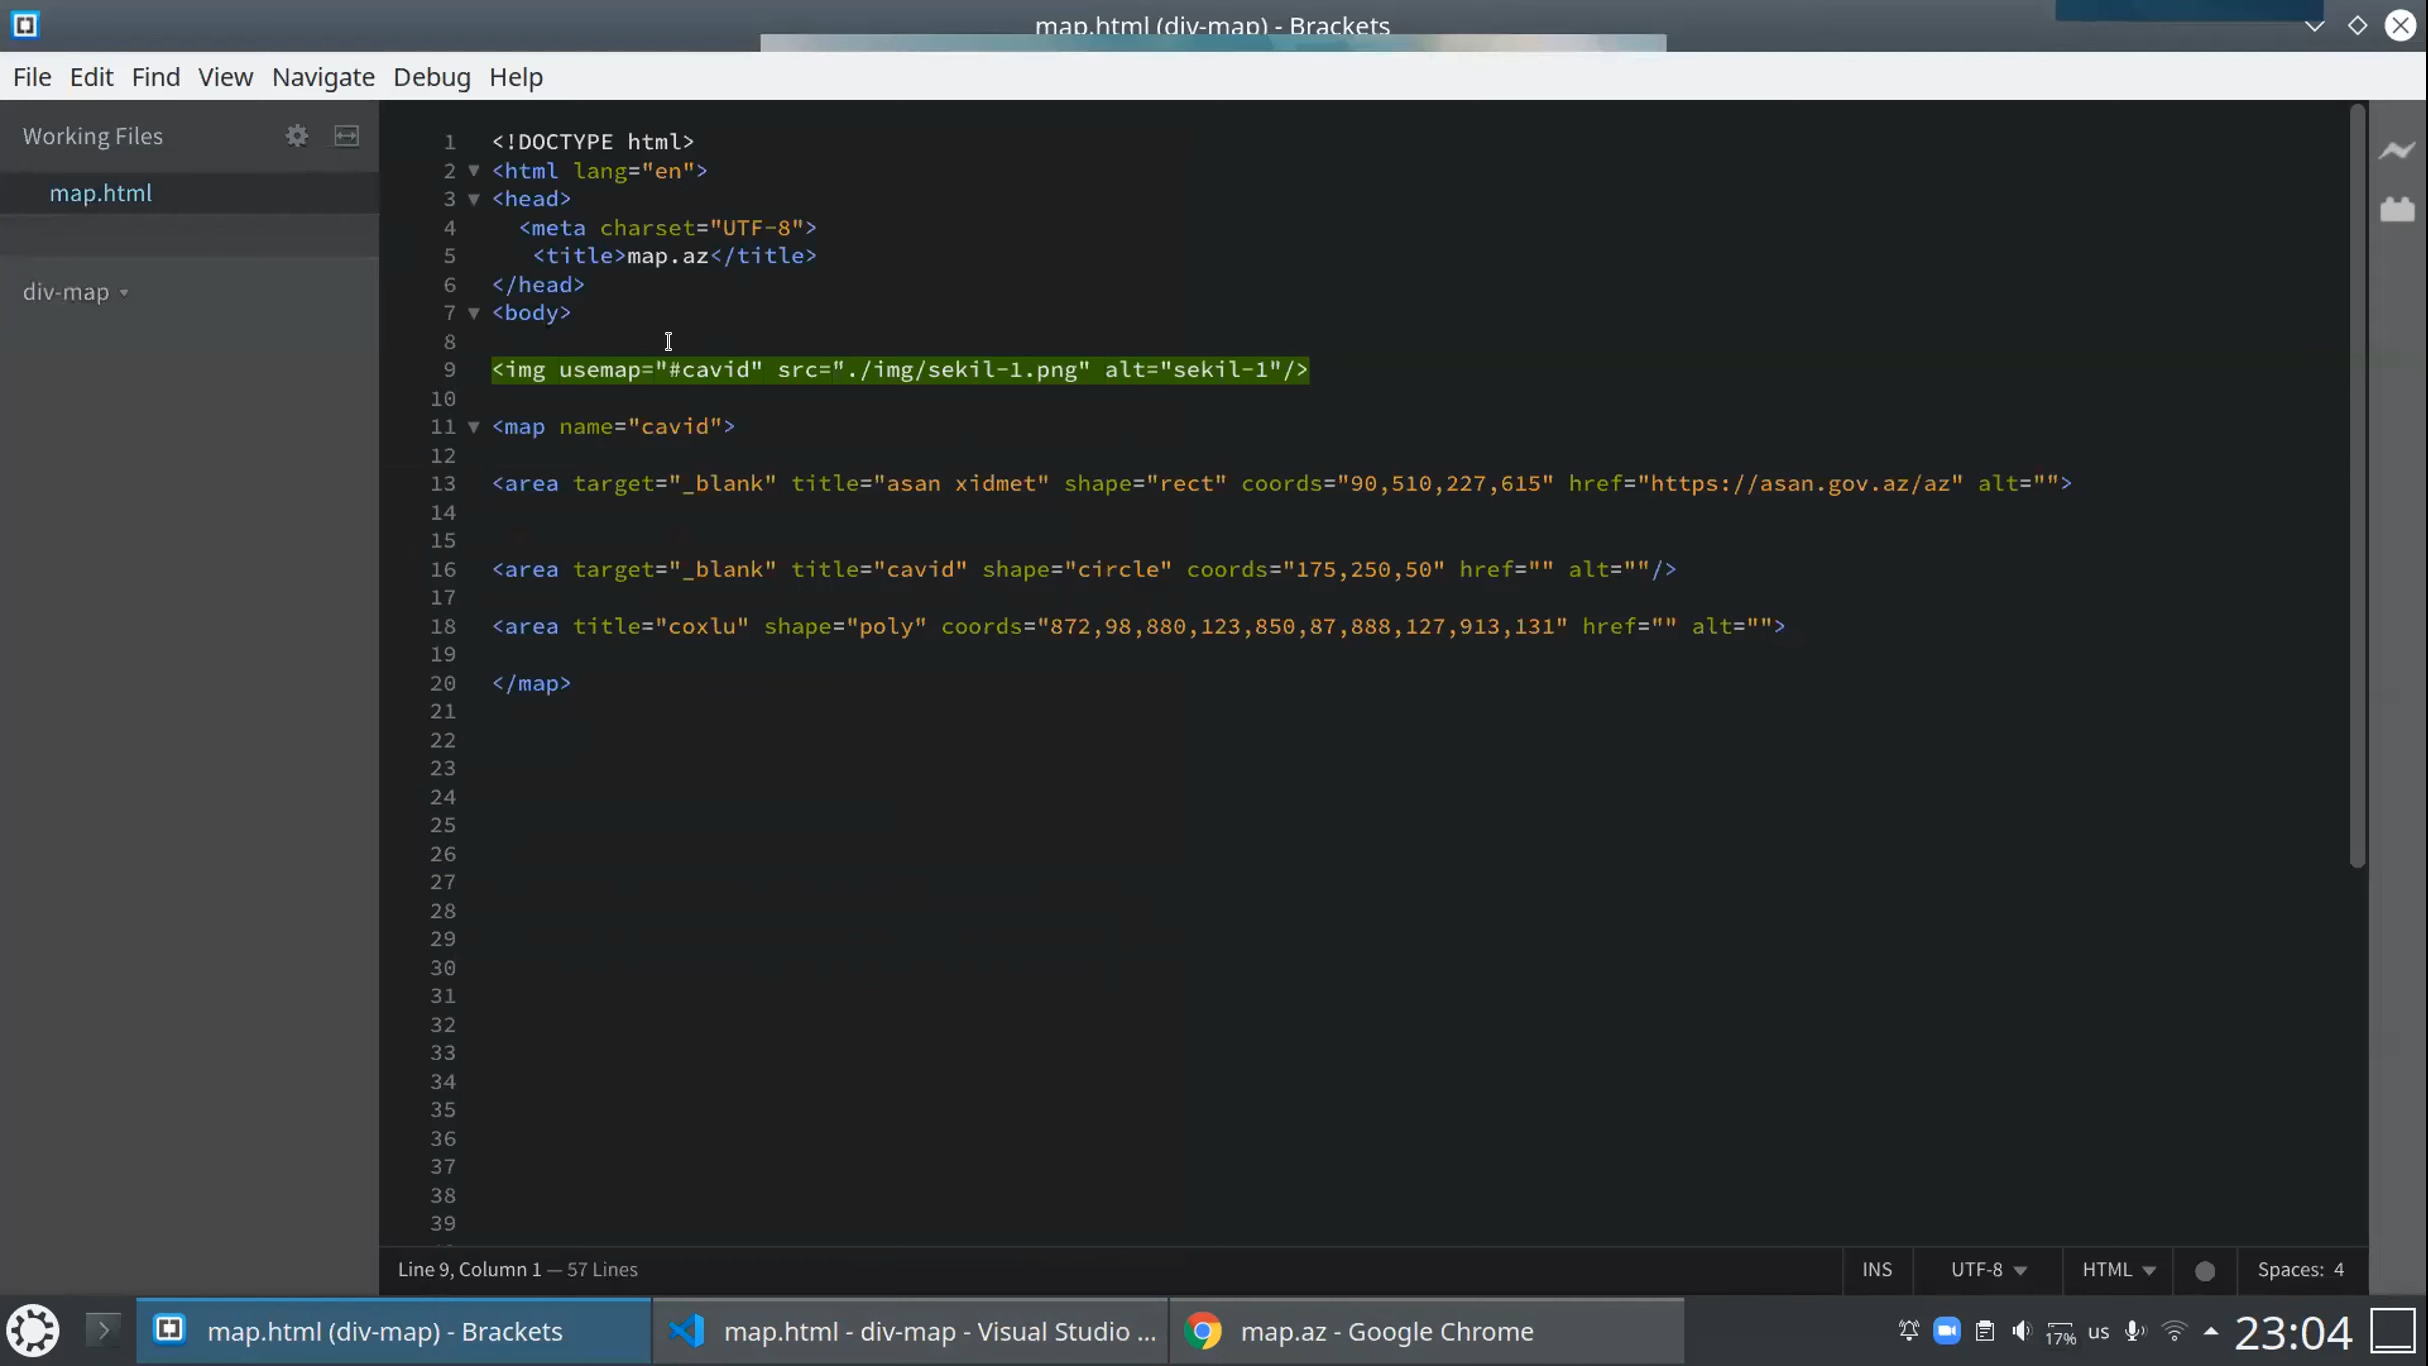 map.html (div-map) - Brackets
File Edit Find View Navigate Debug Help
Working Files
map.html
div-map
1 <!DOCTYPE html>
2 <html lang="en">
3 <head>
4 <meta charset="UTF-8">
5 <title>map.az</title>
6 </head>
7 <body>
8
9 <img usemap="#cavid" src="./img/sekil-1.png" alt="sekil-1"/>
10
11 <map name="cavid">
12
13 <area target="_blank" title="asan xidmet" shape="rect" coords="90,510,227,615" href="https://asan.gov.az/az" alt="">
14
15
16 <area target="_blank" title="cavid" shape="circle" coords="175,250,50" href="" alt=""/>
17
18 <area title="coxlu" shape="poly" coords="872,98,880,123,850,87,888,127,913,131" href="" alt="">
19
20 </map>
21
22
23
24
25
26
27
28
29
30
31
32
33
34
35
36
37
38
39
Line 9, Column 1 — 57 Lines
INS UTF-8 HTML Spaces: 4
map.html (div-map) - Brackets
map.html - div-map - Visual Studio ...
map.az - Google Chrome
17% us 23:04